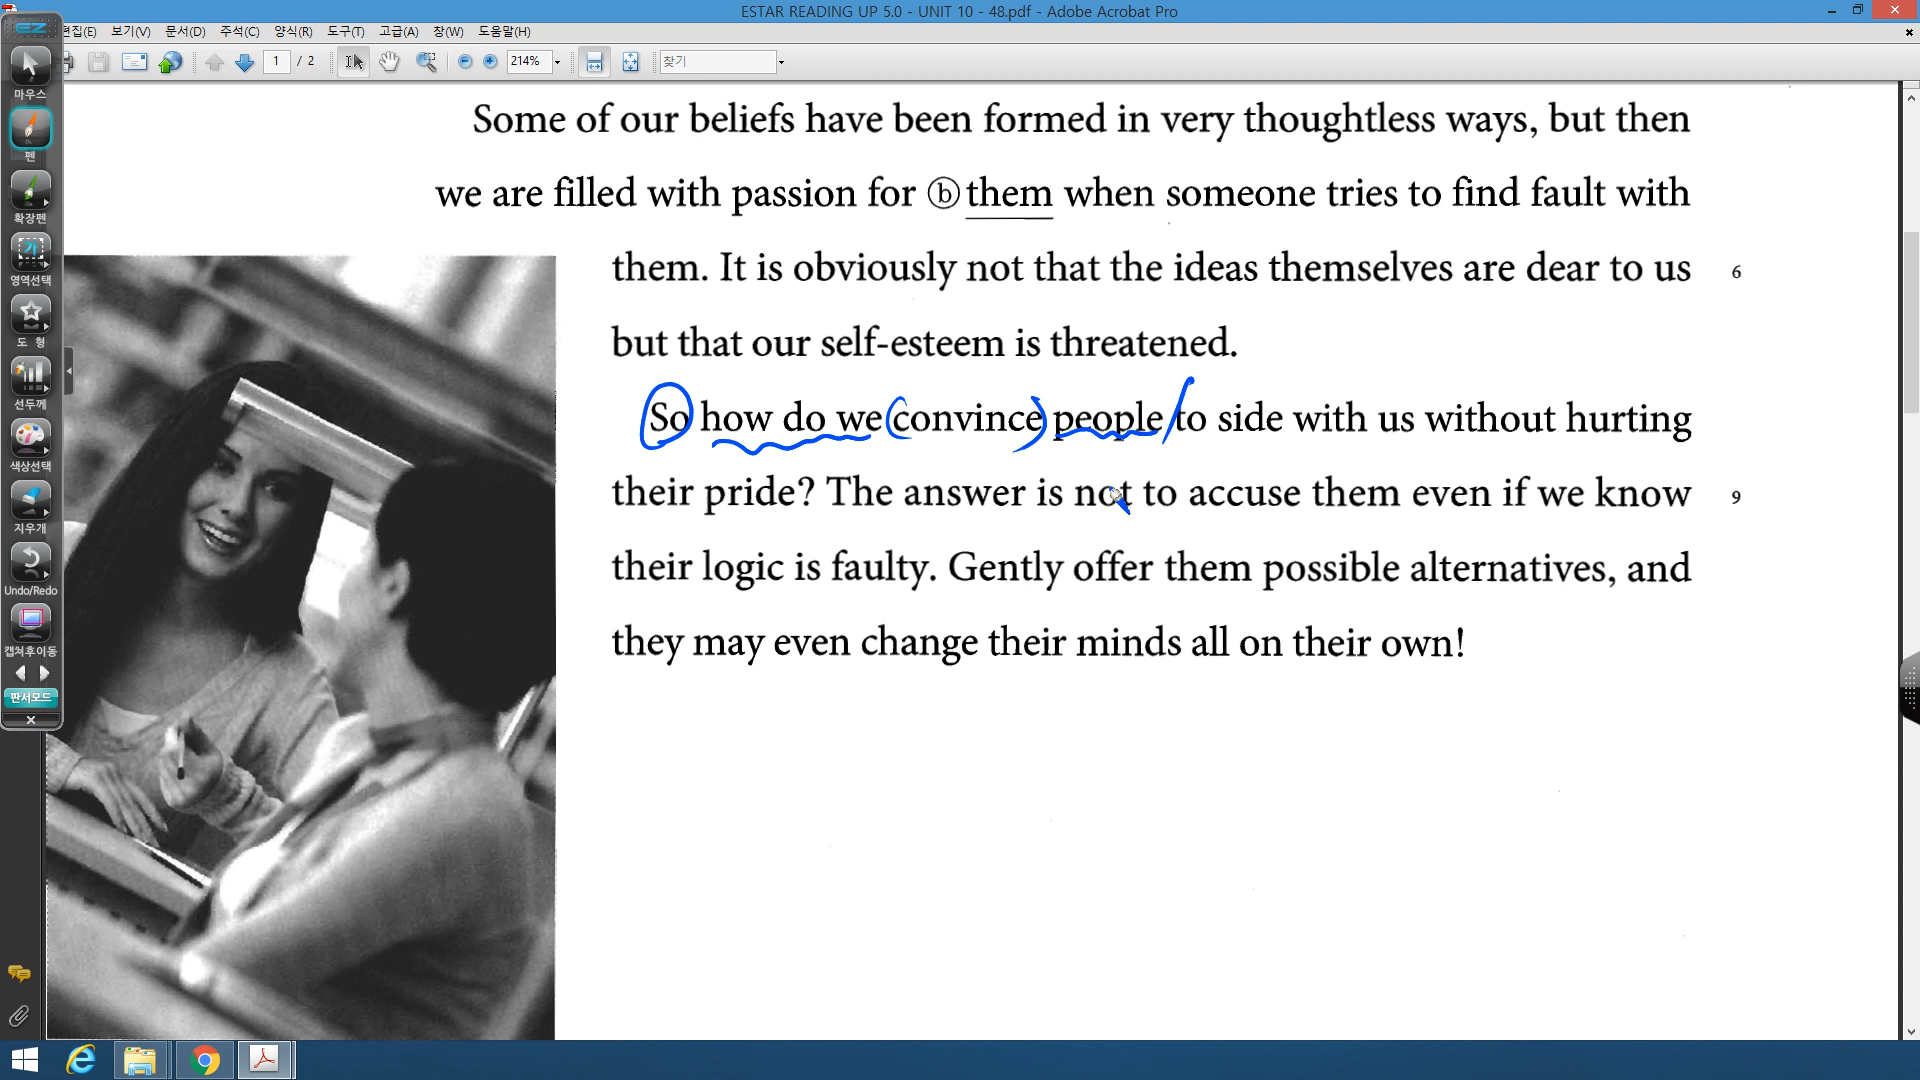 ESTAR READING UP 5.0 - UNIT 10 - 48.pdf - Adobe Acrobat Pro
편집(E) 보기(V) 문서(D) 주석(C) 양식(R) 도구(T) 고급(A) 창(W) 도움말(H)
1 / 2 214% 찾기
EZ
마우스
펜
확장펜
가
영역선택
도 형
선두께
색상선택
지우개
Undo/Redo
캡쳐후이동
판서모드
Some of our beliefs have been formed in very thoughtless ways, but then
we are filled with passion for ⓑ them when someone tries to find fault with
them. It is obviously not that the ideas themselves are dear to us 6
but that our self-esteem is threatened.
So how do we convince people to side with us without hurting
their pride? The answer is not to accuse them even if we know 9
their logic is faulty. Gently offer them possible alternatives, and
they may even change their minds all on their own!